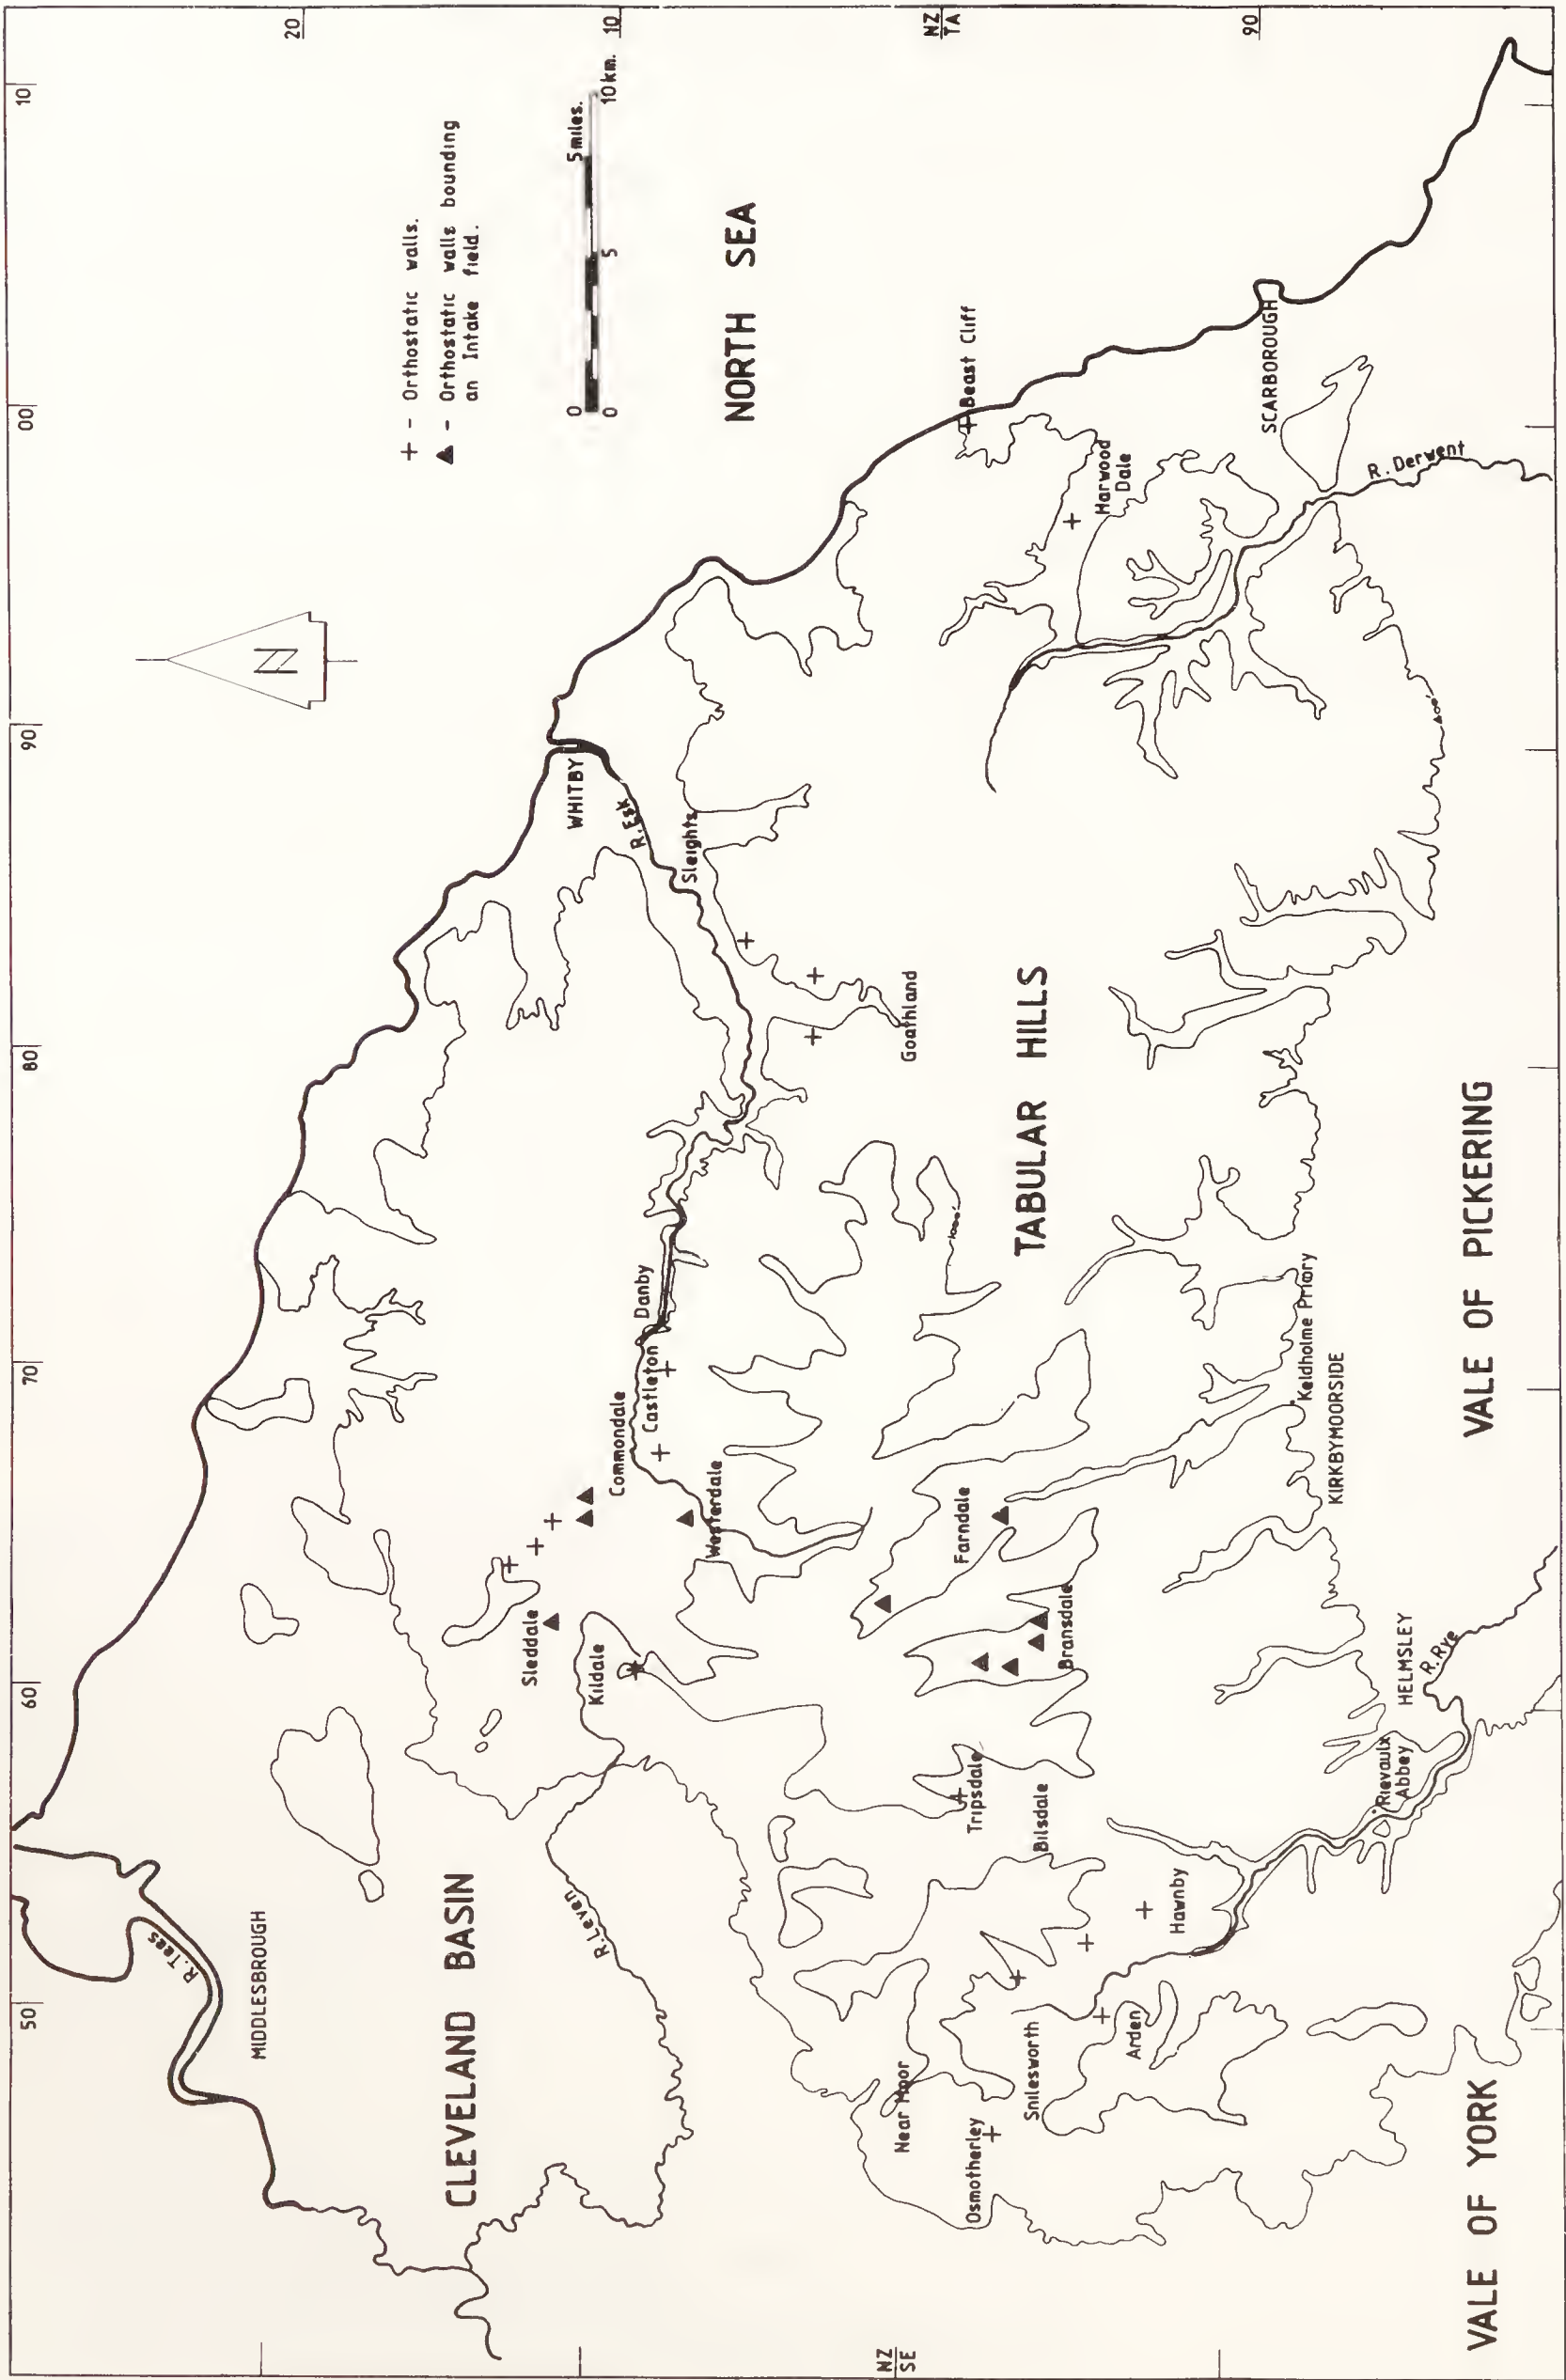 50
60
70
80
90
00
10
20
10
NZ
TA
90
NZ
SE
+ - Orthostatic walls.
▲ - Orthostatic walls bounding
an Intake field.
0 5miles.
0 5 10km.
N
NORTH SEA
R.Tees
MIDDLESBROUGH
CLEVELAND BASIN
R.Leven
Sleddale
Kildale
Commondale
Castleton
Danby
Westerdale
WHITBY
R.Esk
Sleights
Goathland
Beast Cliff
Harwood
Dale
SCARBOROUGH
R. Derwent
TABULAR HILLS
Farndale
Bransdale
Tripsdale
Bilsdale
Near Moor
Osmotherley
Snilesworth
Arden
Hawnby
Rievaulx
Abbey
HELMSLEY
R.Rye
KIRKBYMOORSIDE
Keldholme Priory
VALE OF PICKERING
VALE OF YORK